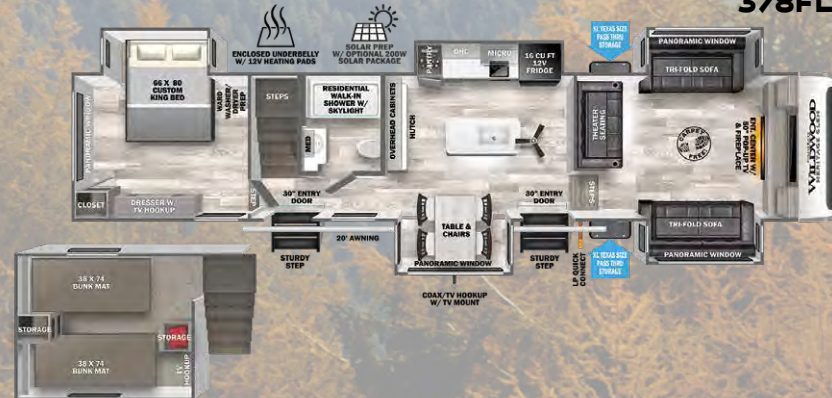 378FL
ENCLOSED UNDERBELLY
W/ 12V HEATING PADS
SOLAR PREP
W/ OPTIONAL 200W
SOLAR PACKAGE
XL TEXAS SIZE
PASS THRU
STORAGE
PANORAMIC WINDOW
TRI-FOLD SOFA
PANORAMIC WINDOW
66 X 80
CUSTOM
KING BED
WARD
WASHER/
DRYER
PREP
STEPS
RESIDENTIAL
WALK-IN
SHOWER W/
SKYLIGHT
MED
OVERHEAD CABINETS
HUTCH
PANTRY
OHC
MICRO
16 CU FT
12V
FRIDGE
THEATER
SEATING
CARPET
FREE
ENT. CENTER W/
50" POP-UP TV
& FIREPLACE
WILDWOOD
HERITAGE GLEN
CLOSET
DRESSER W/
TV HOOKUP
STEP
30" ENTRY
DOOR
30" ENTRY
DOOR
STEPS
TABLE &
CHAIRS
PANORAMIC WINDOW
20' AWNING
STURDY
STEP
STURDY
STEP
LP QUICK
CONNECT
XL TEXAS SIZE
PASS THRU
STORAGE
TRI-FOLD SOFA
PANORAMIC WINDOW
COAX/TV HOOKUP
W/ TV MOUNT
38 X 74
BUNK MAT
STORAGE
STORAGE
38 X 74
BUNK MAT
TV
HOOKUP